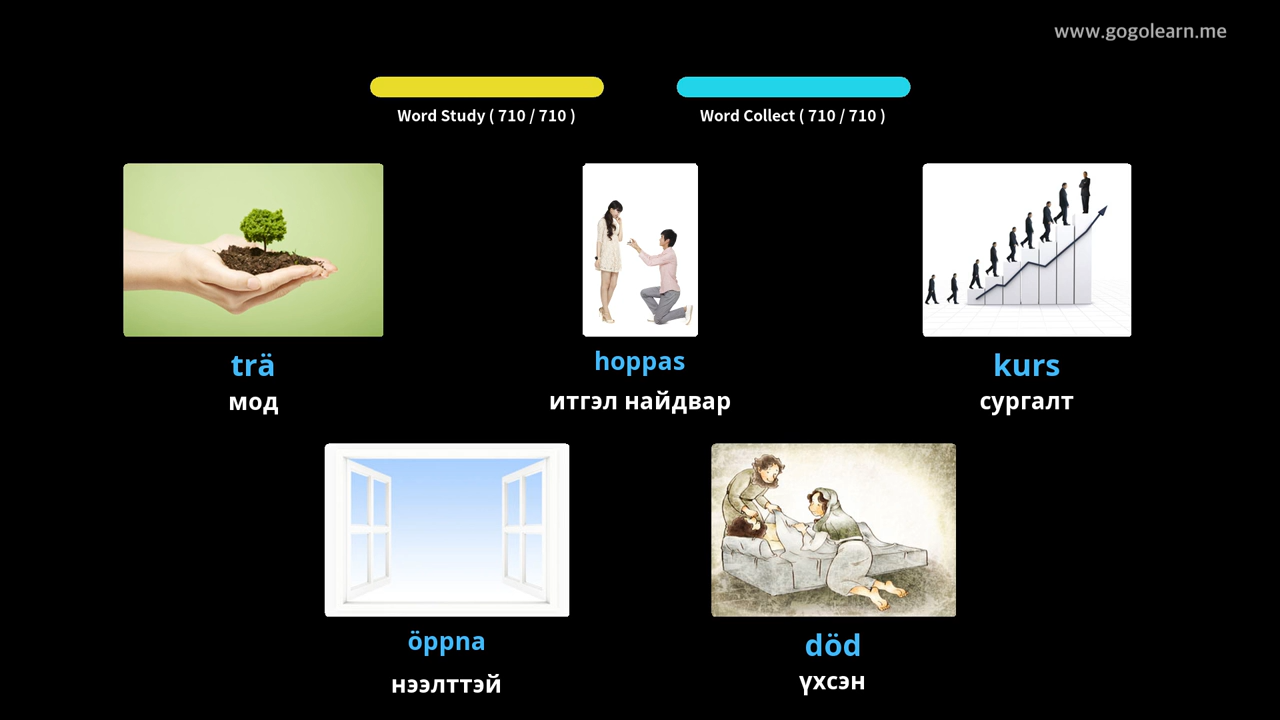 www.gogolearn.me
Word Study ( 710 / 710 )
Word Collect ( 710 / 710 )
trä
мод
hoppas
итгэл найдвар
kurs
сургалт
öppna
нээлттэй
död
үхсэн